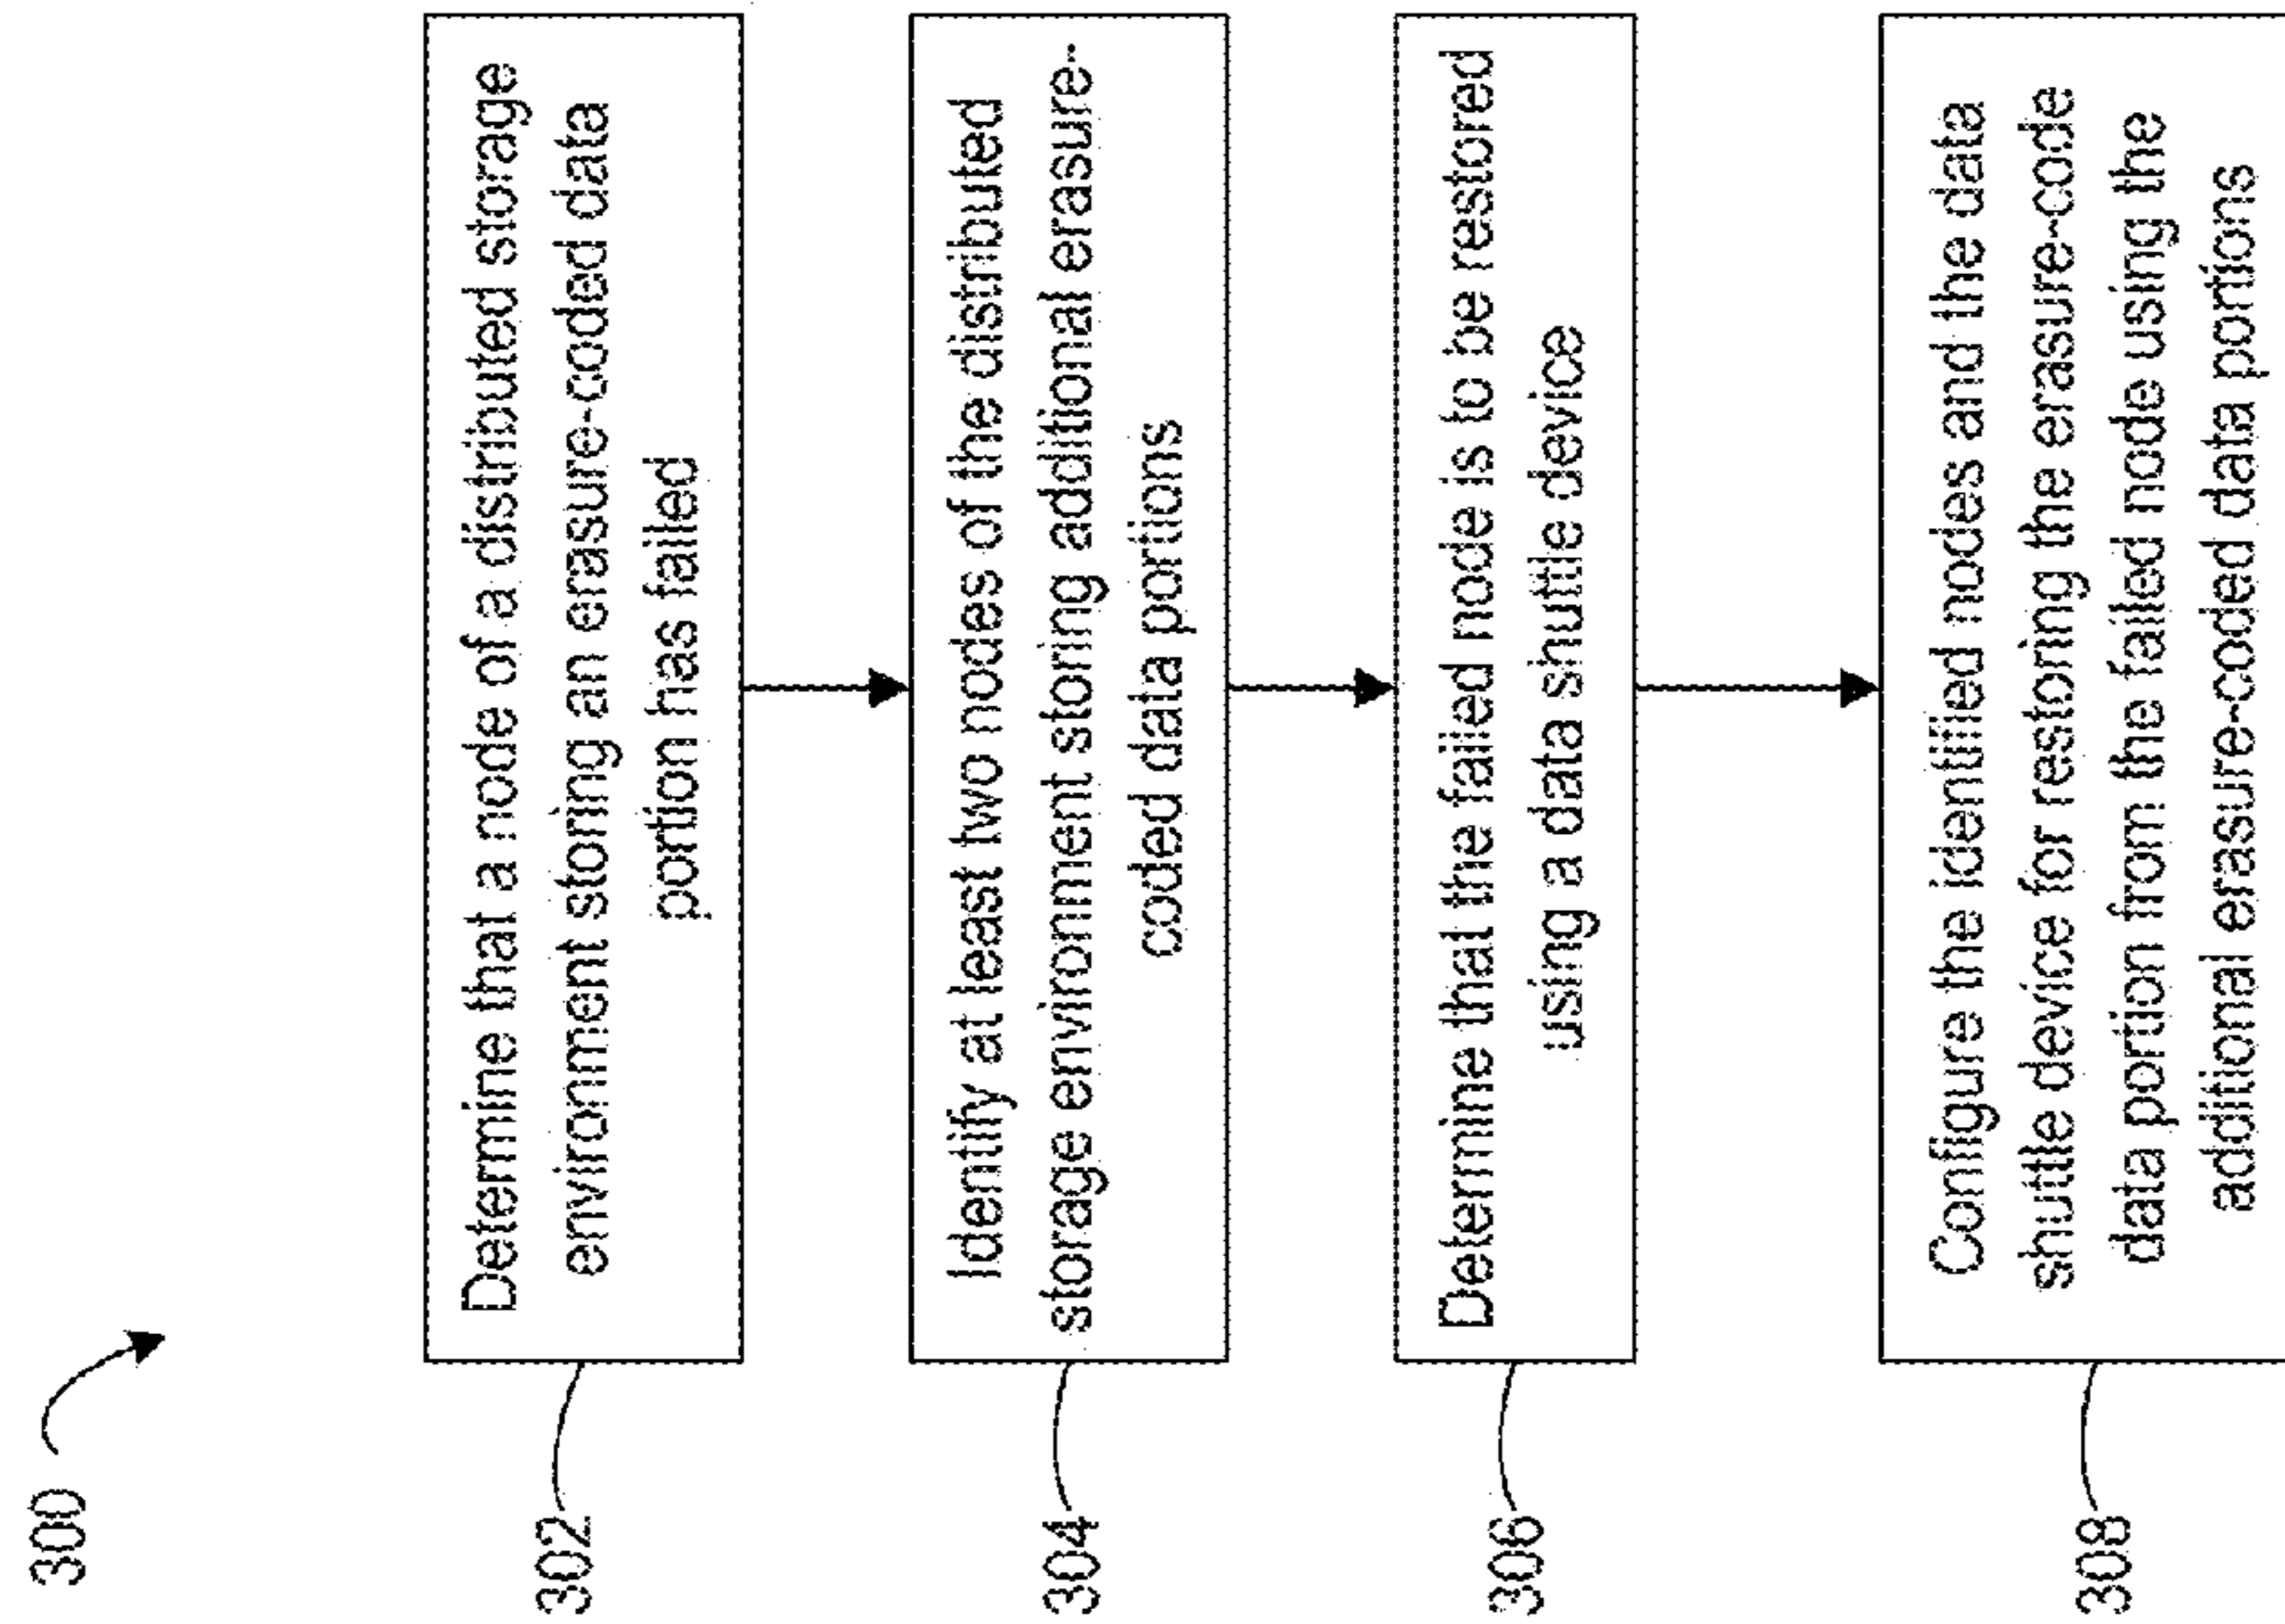 300
302
Determine that a node of a distributed storage
environment storing an erasure-coded data
portion has failed
304
Identify at least two nodes of the distributed
storage environment storing additional erasure-
coded data portions
306
Determine that the failed node is to be restored
using a data shuttle device
308
Configure the identified nodes and the data
shuttle device for restoring the erasure-code
data portion from the failed node using the
additional erasure-coded data portions